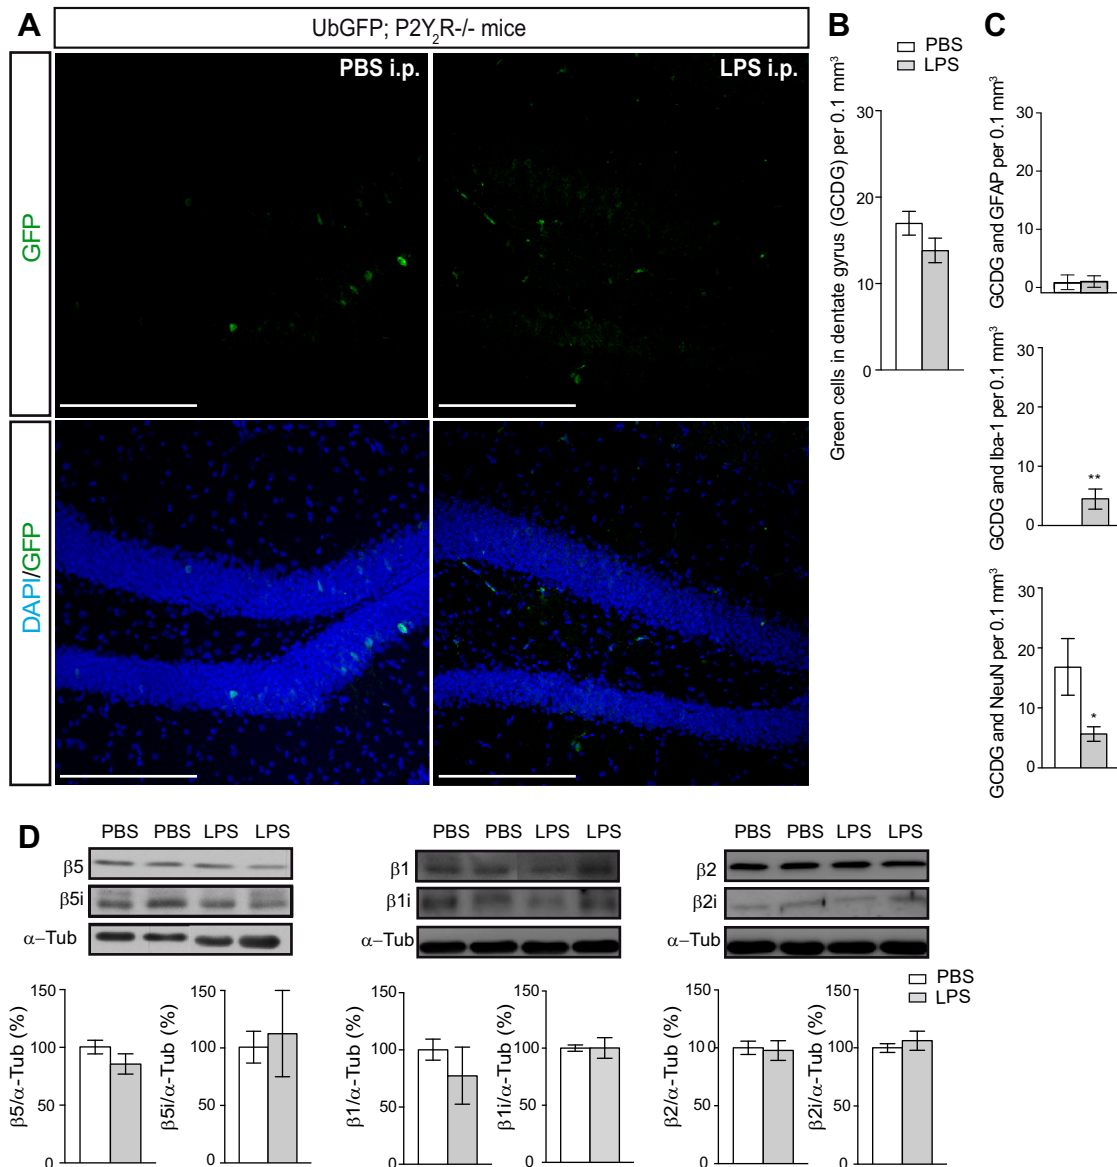 A
UbGFP; P2Y2R-/- mice
GFP
PBS i.p.
LPS i.p.
DAPI/GFP
B
PBS
LPS
Green cells in dentate gyrus (GCDG) per 0.1 mm³
30
20
10
0
C
GCDG and GFAP per 0.1 mm³
30
20
10
0
GCDG and Iba-1 per 0.1 mm³
30
20
10
0
**
GCDG and NeuN per 0.1 mm³
30
20
10
0
*
D
PBS PBS LPS LPS
β5
β5i
α−Tub
PBS PBS LPS LPS
β1
β1i
α−Tub
PBS PBS LPS LPS
β2
β2i
α−Tub
PBS
LPS
β5/α-Tub (%)
150
100
50
0
β5i/α-Tub (%)
150
100
50
0
β1/α-Tub (%)
150
100
50
0
β1i/α-Tub (%)
150
100
50
0
β2/α-Tub (%)
150
100
50
0
β2i/α-Tub (%)
150
100
50
0